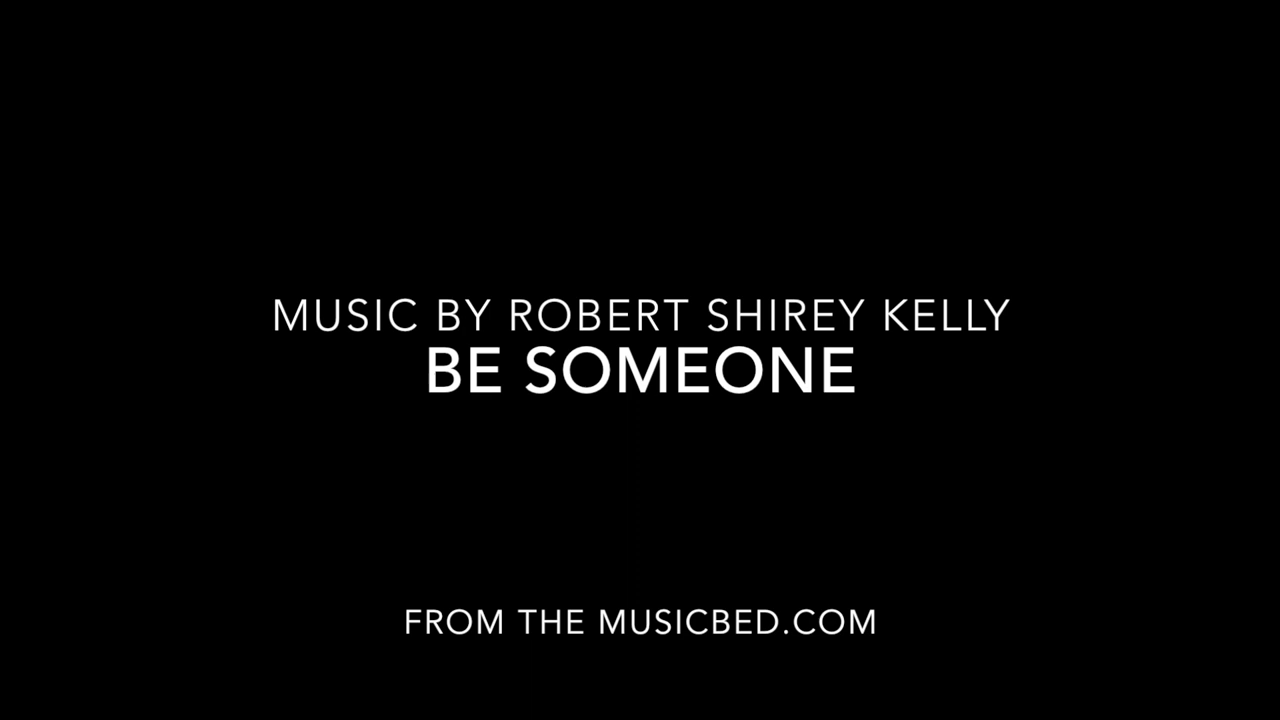 MUSIC BY ROBERT SHIREY KELLY
BE SOMEONE
FROM THE MUSICBED.COM